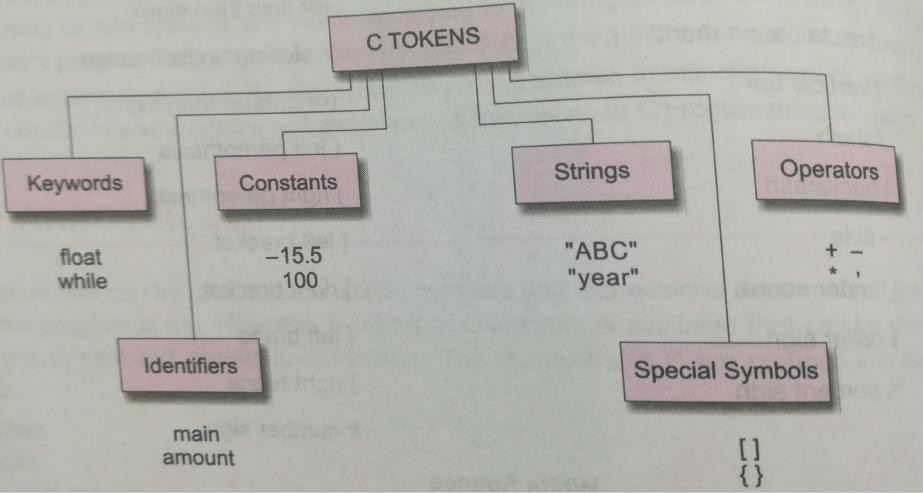 C TOKENS
Keywords
Constants
Strings
Operators
float
while
−15.5
100
"ABC"
"year"
+ −
* ,
Identifiers
Special Symbols
main
amount
[ ]
{ }